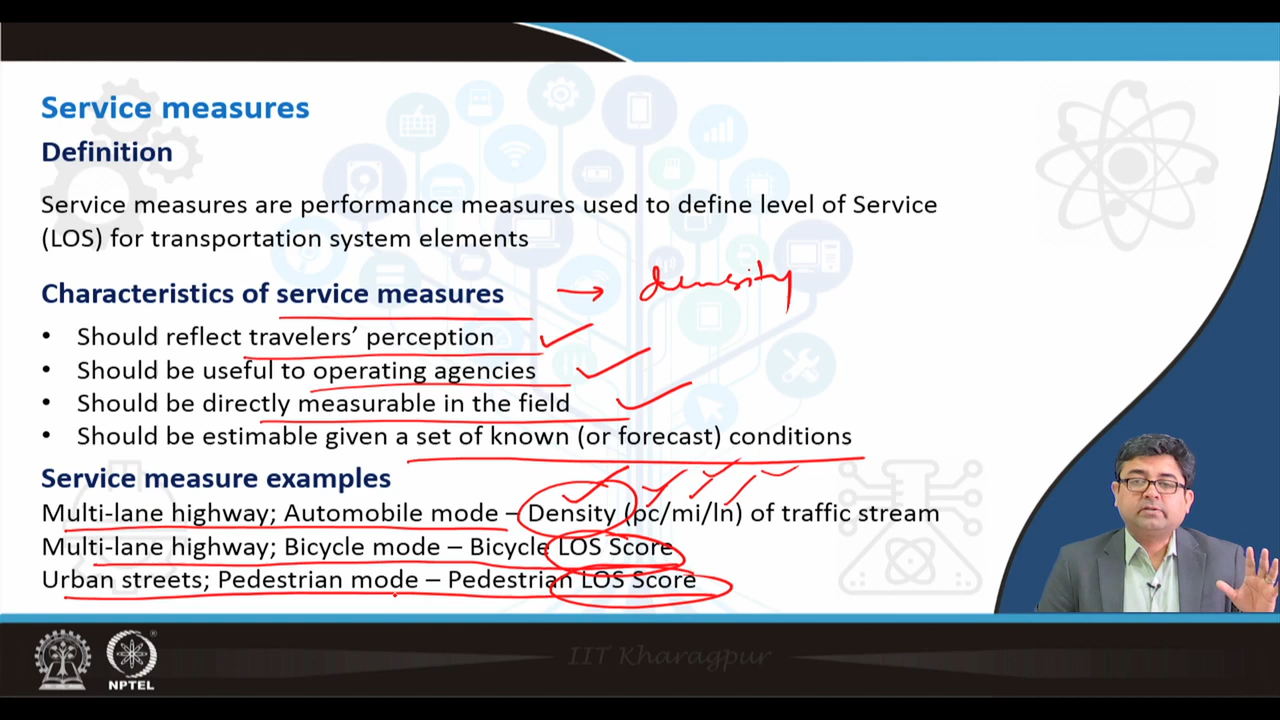 Service measures
Definition
Service measures are performance measures used to define level of Service
(LOS) for transportation system elements
Characteristics of service measures → density
• Should reflect travelers’ perception
• Should be useful to operating agencies
• Should be directly measurable in the field
• Should be estimable given a set of known (or forecast) conditions
Service measure examples
Multi-lane highway; Automobile mode – Density (pc/mi/ln) of traffic stream
Multi-lane highway; Bicycle mode – Bicycle LOS Score
Urban streets; Pedestrian mode – Pedestrian LOS Score
IIT Kharagpur
NPTEL